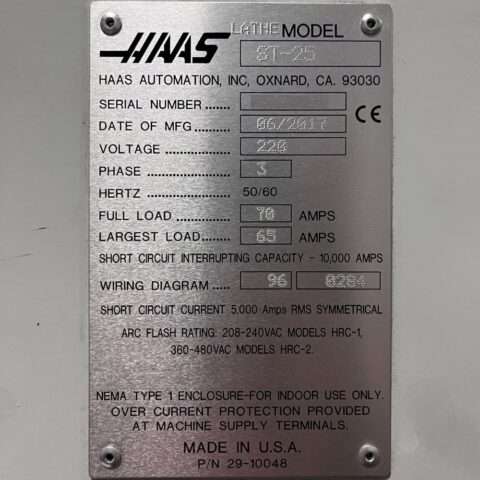 LATHE MODEL
HAAS ST-25
HAAS AUTOMATION, INC, OXNARD, CA. 93030
SERIAL NUMBER .......
DATE OF MFG ........... 06/2017 CE
VOLTAGE ................. 220
PHASE .................... 3
HERTZ ..................... 50/60
FULL LOAD .............. 70 AMPS
LARGEST LOAD........ 65 AMPS
SHORT CIRCUIT INTERRUPTING CAPACITY - 10,000 AMPS
WIRING DIAGRAM ...... 96 0284
SHORT CIRCUIT CURRENT 5,000 Amps RMS SYMMETRICAL
ARC FLASH RATING: 208-240VAC MODELS HRC-1,
360-480VAC MODELS HRC-2.
NEMA TYPE 1 ENCLOSURE-FOR INDOOR USE ONLY.
OVER CURRENT PROTECTION PROVIDED
AT MACHINE SUPPLY TERMINALS.
MADE IN U.S.A.
P/N 29-10048